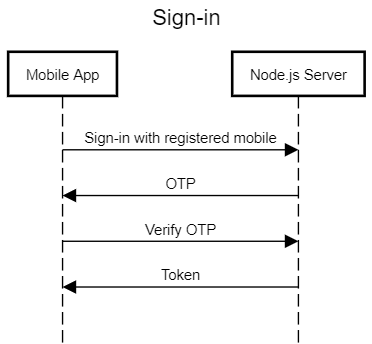 Sign-in
Mobile App
Node.js Server
Sign-in with registered mobile
OTP
Verify OTP
Token